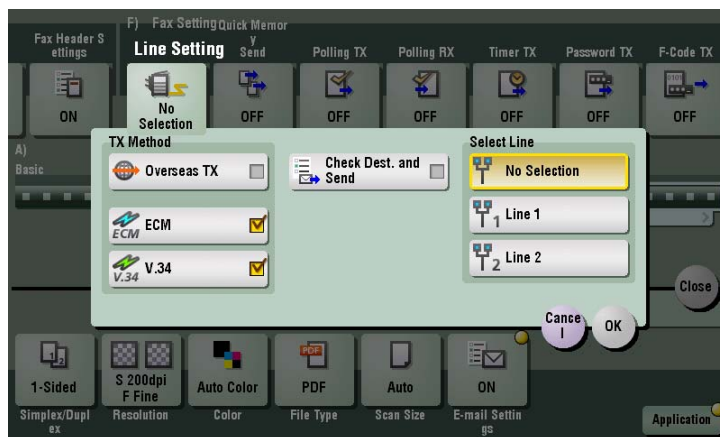 F) Fax Setting
Quick Memor
y
Send
Fax Header S
ettings
Line Setting
Polling TX
Polling RX
Timer TX
Password TX
F-Code TX
ON
No
Selection
OFF
OFF
OFF
OFF
OFF
OFF
A)
Basic
TX Method
Overseas TX
ECM
ECM
V.34
V.34
Check Dest. and
Send
Select Line
No Selection
1 Line 1
2 Line 2
Close
Cance
l
OK
1-Sided
S 200dpi
F Fine
Auto Color
PDF
PDF
Auto
ON
Simplex/Dupl
ex
Resolution
Color
File Type
Scan Size
E-mail Settin
gs
Application